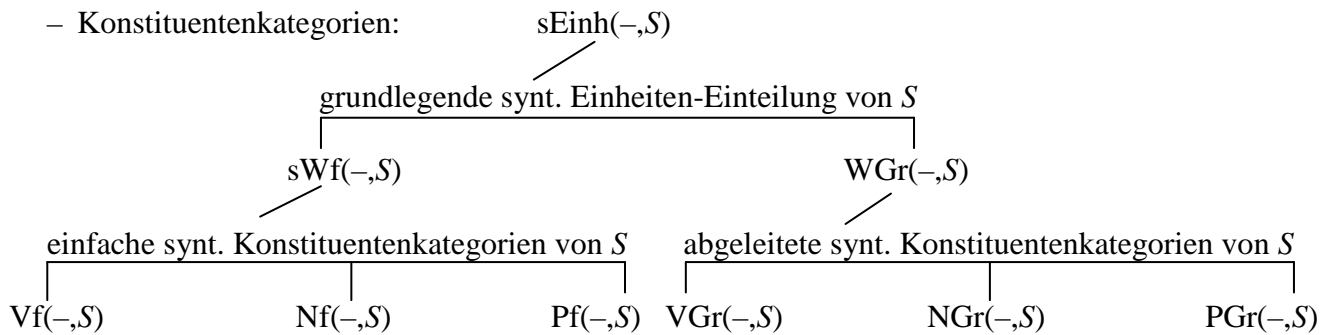 – Konstituentenkategorien: sEinh(–,S)
grundlegende synt. Einheiten-Einteilung von S
sWf(–,S) WGr(–,S)
einfache synt. Konstituentenkategorien von S abgeleitete synt. Konstituentenkategorien von S
Vf(–,S) Nf(–,S) Pf(–,S) VGr(–,S) NGr(–,S) PGr(–,S)